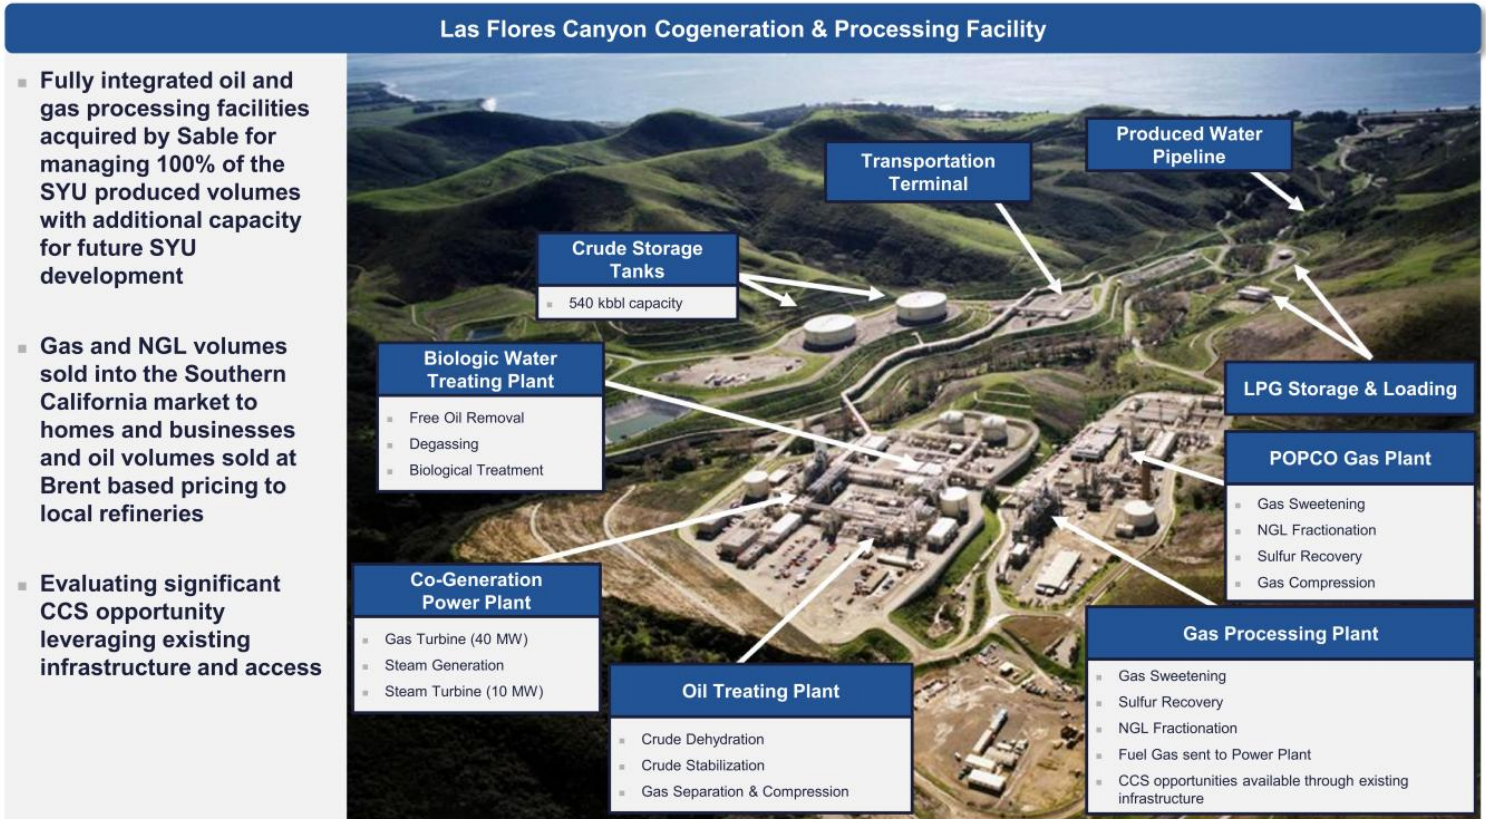 Las Flores Canyon Cogeneration & Processing Facility
Fully integrated oil and
gas processing facilities
acquired by Sable for
managing 100% of the
SYU produced volumes
with additional capacity
for future SYU
development
Gas and NGL volumes
sold into the Southern
California market to
homes and businesses
and oil volumes sold at
Brent based pricing to
local refineries
Evaluating significant
CCS opportunity
leveraging existing
infrastructure and access
Produced Water
Pipeline
Transportation
Terminal
Crude Storage
Tanks
540 kbbl capacity
Biologic Water
Treating Plant
Free Oil Removal
Degassing
Biological Treatment
LPG Storage & Loading
POPCO Gas Plant
Gas Sweetening
NGL Fractionation
Sulfur Recovery
Gas Compression
Co-Generation
Power Plant
Gas Turbine (40 MW)
Steam Generation
Steam Turbine (10 MW)
Oil Treating Plant
Crude Dehydration
Crude Stabilization
Gas Separation & Compression
Gas Processing Plant
Gas Sweetening
Sulfur Recovery
NGL Fractionation
Fuel Gas sent to Power Plant
CCS opportunities available through existing
infrastructure